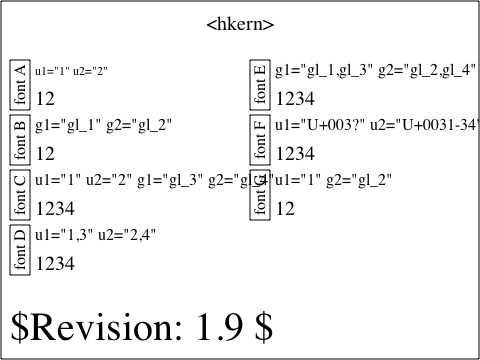 <hkern>
font A
u1="1" u2="2"
12
font B
g1="gl_1" g2="gl_2"
12
font C
u1="1" u2="2" g1="gl_3" g2="gl_4"
1234
font D
u1="1,3" u2="2,4"
1234
font E
g1="gl_1,gl_3" g2="gl_2,gl_4"
1234
font F
u1="U+003?" u2="U+0031-34"
1234
font G
u1="1" g2="gl_2"
12
$Revision: 1.9 $